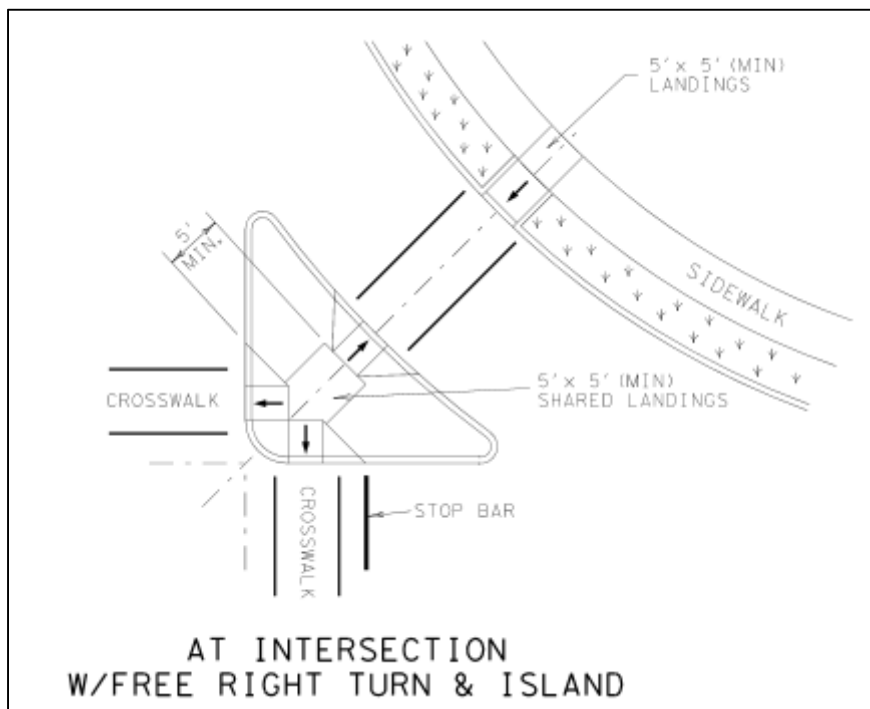 5'x 5'(MIN)
LANDINGS
5'
MIN.
SIDEWALK
CROSSWALK
5'x 5'(MIN)
SHARED LANDINGS
CROSSWALK
STOP BAR
AT INTERSECTION
W/FREE RIGHT TURN & ISLAND